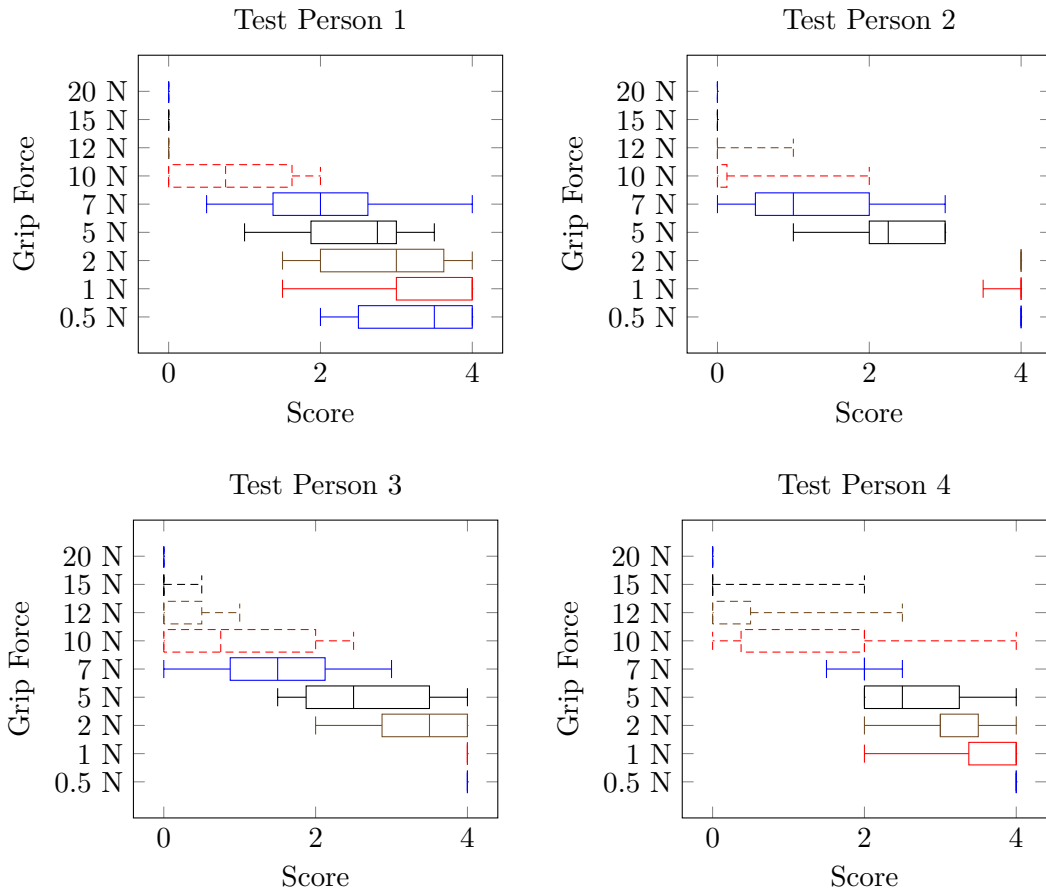 Test Person 1
Grip Force
20 N
15 N
12 N
10 N
7 N
5 N
2 N
1 N
0.5 N
0 2 4
Score
Test Person 2
Grip Force
20 N
15 N
12 N
10 N
7 N
5 N
2 N
1 N
0.5 N
0 2 4
Score
Test Person 3
Grip Force
20 N
15 N
12 N
10 N
7 N
5 N
2 N
1 N
0.5 N
0 2 4
Score
Test Person 4
Grip Force
20 N
15 N
12 N
10 N
7 N
5 N
2 N
1 N
0.5 N
0 2 4
Score